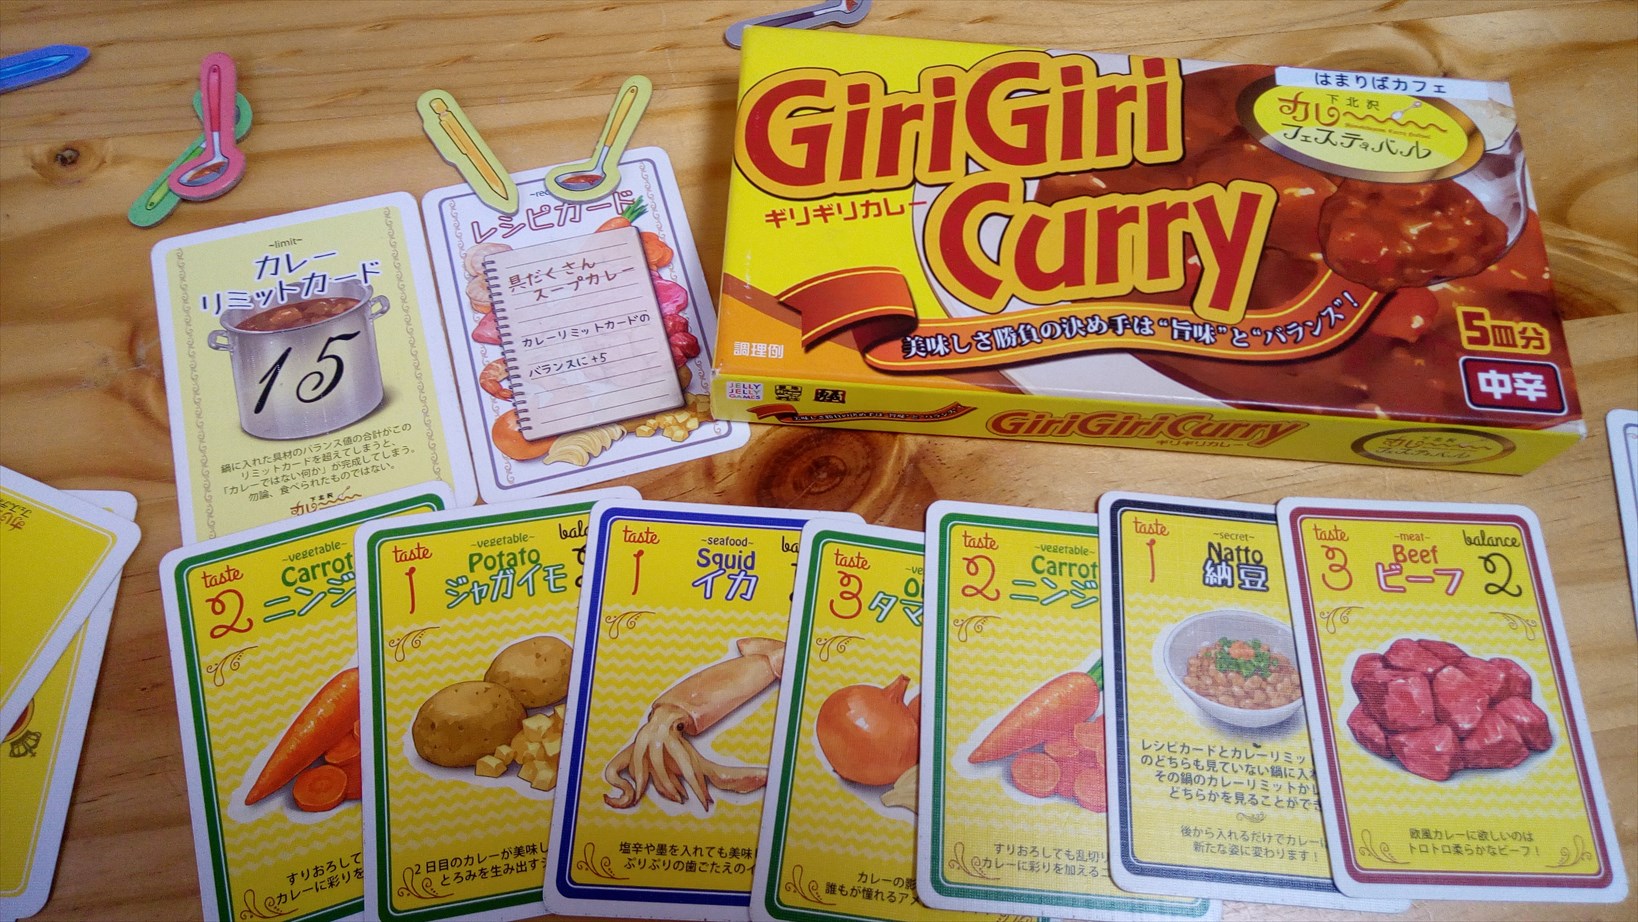 GiriGiri
Curry
ギリギリカレー
はまりばカフェ
下北沢
カレー
フェスティバル
美味しさ勝負の決め手は“旨味”と“バランス”！
調理例
5皿分
中辛
JELLY
JELLY
GAMES
GiriGiriCurry
ギリギリカレー
~limit~
カレー
リミットカード
15
鍋に入れた具材のバランス値の合計がこの
リミットカードを超えてしまうと、
「カレーではない何か」が完成してしまう。
勿論、食べられたものではない。
下北沢
レシピカード
具だくさん
スープカレー
カーリミットカードの
バランスに+5
taste
2
~vegetable~
Carrot
ニンジ
すりおろして
カレーに彩りを
taste
1
~vegetable~
Potato
ジャガイモ
2日目のカレーが美味し
とろみを生み出す
taste
1
~seafood~
Squid
イカ
塩辛や墨を入れても美味
ぷりぷりの歯ごたえのイ
taste
3
タマ
カレーの影
誰もが憧れるアメ
taste
2
~vegetable~
Carrot
ニンジ
すりおろしても乱切り
カレーに彩りを加える
taste
1
~secret~
Natto
納豆
レシピカードとカレーリミッ
のどちらも見ていない鍋に入れ
その鍋のカレーリミットか
どちらかを見ることができ
後から入れるだけでカレー
新たな姿に変わります！
taste
3
~meat~
Beef
ビーフ
balance
2
欧風カレーに欲しいのは
トロトロ柔らかなビーフ！